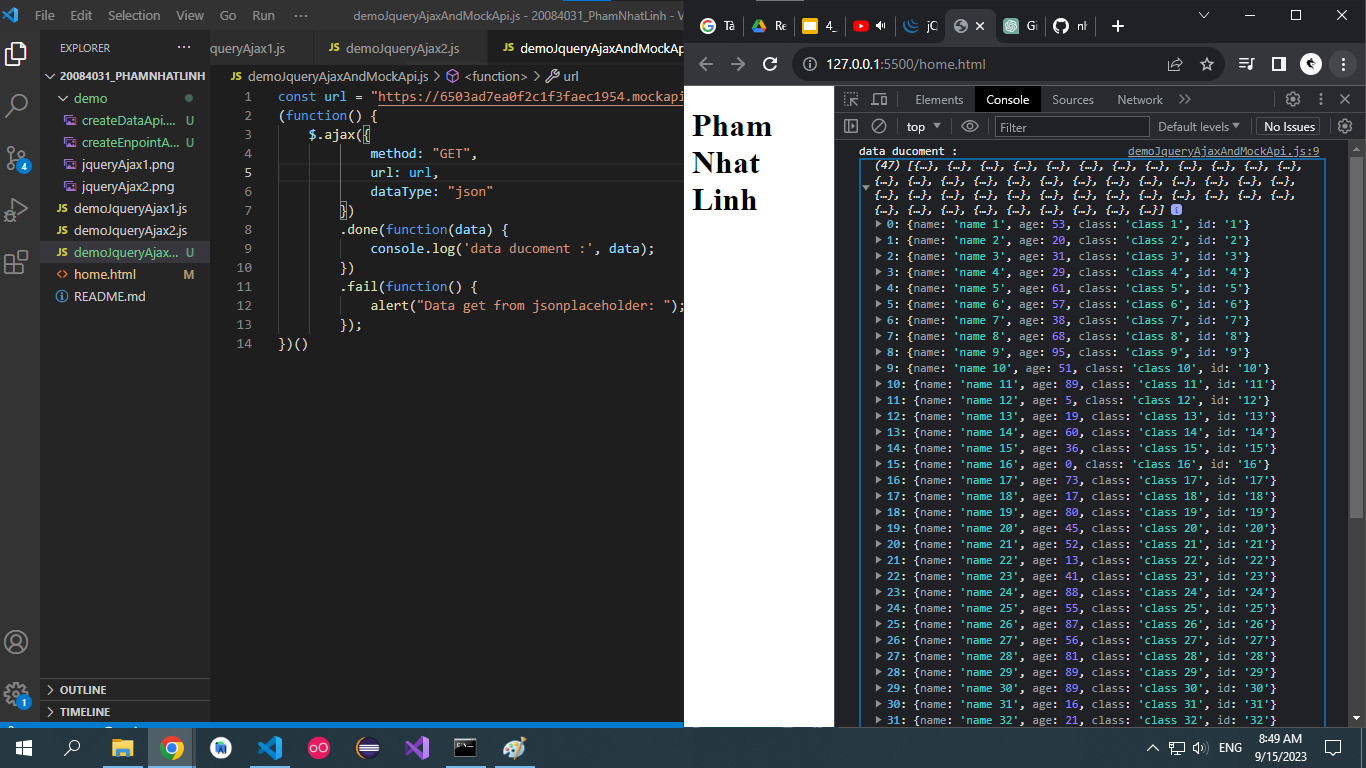 File Edit Selection View Go Run ··· demoJqueryAjaxAndMockApi.js - 20084031_PhamNhatLinh - V
EXPLORER ···
20084031_PHAMNHATLINH
demo
createDataApi.... U
createEnpointA... U
jqueryAjax1.png
jqueryAjax2.png
demoJqueryAjax1.js
demoJqueryAjax2.js
demoJqueryAjax... U
home.html M
README.md
OUTLINE
TIMELINE
4
1
queryAjax1.js demoJqueryAjax2.js demoJqueryAjaxAndMockAp
demoJqueryAjaxAndMockApi.js > <function> > url
1 const url = "https://6503ad7ea0f2c1f3faec1954.mockapi
2 (function() {
3 $.ajax({
4 method: "GET",
5 url: url,
6 dataType: "json"
7 })
8 .done(function(data) {
9 console.log('data ducoment :', data);
10 })
11 .fail(function() {
12 alert("Data get from jsonplaceholder: ");
13 });
14 })()
Tà Re 4_ jQ Gi nh
127.0.0.1:5500/home.html
Pham
Nhat
Linh
Elements Console Sources Network
top Filter Default levels No Issues
data ducoment : demoJqueryAjaxAndMockApi.js:9
(47) [{…}, {…}, {…}, {…}, {…}, {…}, {…}, {…}, {…}, {…}, {…}, {…},
{…}, {…}, {…}, {…}, {…}, {…}, {…}, {…}, {…}, {…}, {…}, {…}, {…},
{…}, {…}, {…}, {…}, {…}, {…}, {…}, {…}, {…}, {…}, {…}, {…}, {…},
{…}, {…}, {…}, {…}, {…}, {…}, {…}, {…}, {…}]
0: {name: 'name 1', age: 53, class: 'class 1', id: '1'}
1: {name: 'name 2', age: 20, class: 'class 2', id: '2'}
2: {name: 'name 3', age: 31, class: 'class 3', id: '3'}
3: {name: 'name 4', age: 29, class: 'class 4', id: '4'}
4: {name: 'name 5', age: 61, class: 'class 5', id: '5'}
5: {name: 'name 6', age: 57, class: 'class 6', id: '6'}
6: {name: 'name 7', age: 38, class: 'class 7', id: '7'}
7: {name: 'name 8', age: 68, class: 'class 8', id: '8'}
8: {name: 'name 9', age: 95, class: 'class 9', id: '9'}
9: {name: 'name 10', age: 51, class: 'class 10', id: '10'}
10: {name: 'name 11', age: 89, class: 'class 11', id: '11'}
11: {name: 'name 12', age: 5, class: 'class 12', id: '12'}
12: {name: 'name 13', age: 19, class: 'class 13', id: '13'}
13: {name: 'name 14', age: 60, class: 'class 14', id: '14'}
14: {name: 'name 15', age: 36, class: 'class 15', id: '15'}
15: {name: 'name 16', age: 0, class: 'class 16', id: '16'}
16: {name: 'name 17', age: 73, class: 'class 17', id: '17'}
17: {name: 'name 18', age: 17, class: 'class 18', id: '18'}
18: {name: 'name 19', age: 80, class: 'class 19', id: '19'}
19: {name: 'name 20', age: 45, class: 'class 20', id: '20'}
20: {name: 'name 21', age: 52, class: 'class 21', id: '21'}
21: {name: 'name 22', age: 13, class: 'class 22', id: '22'}
22: {name: 'name 23', age: 41, class: 'class 23', id: '23'}
23: {name: 'name 24', age: 88, class: 'class 24', id: '24'}
24: {name: 'name 25', age: 55, class: 'class 25', id: '25'}
25: {name: 'name 26', age: 87, class: 'class 26', id: '26'}
26: {name: 'name 27', age: 56, class: 'class 27', id: '27'}
27: {name: 'name 28', age: 81, class: 'class 28', id: '28'}
28: {name: 'name 29', age: 89, class: 'class 29', id: '29'}
29: {name: 'name 30', age: 89, class: 'class 30', id: '30'}
30: {name: 'name 31', age: 16, class: 'class 31', id: '31'}
31: {name: 'name 32', age: 21, class: 'class 32', id: '32'}
ENG
8:49 AM
9/15/2023